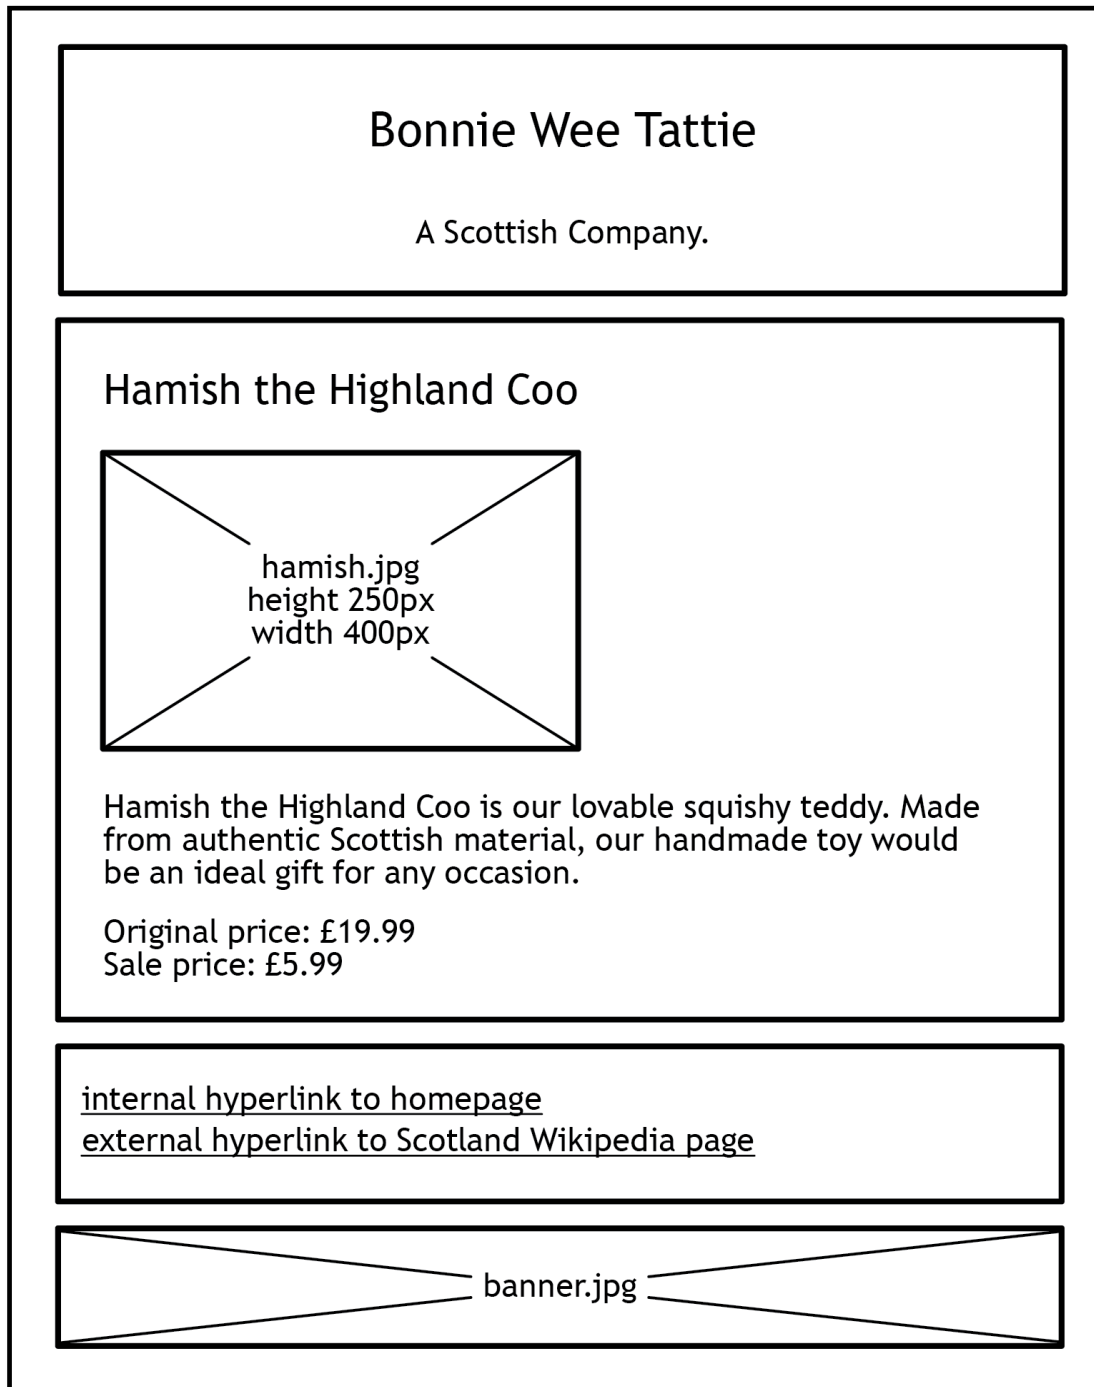 Bonnie Wee Tattie
A Scottish Company.
Hamish the Highland Coo
hamish.jpg
height 250px
width 400px
Hamish the Highland Coo is our lovable squishy teddy. Made
from authentic Scottish material, our handmade toy would
be an ideal gift for any occasion.
Original price: £19.99
Sale price: £5.99
internal hyperlink to homepage
external hyperlink to Scotland Wikipedia page
banner.jpg